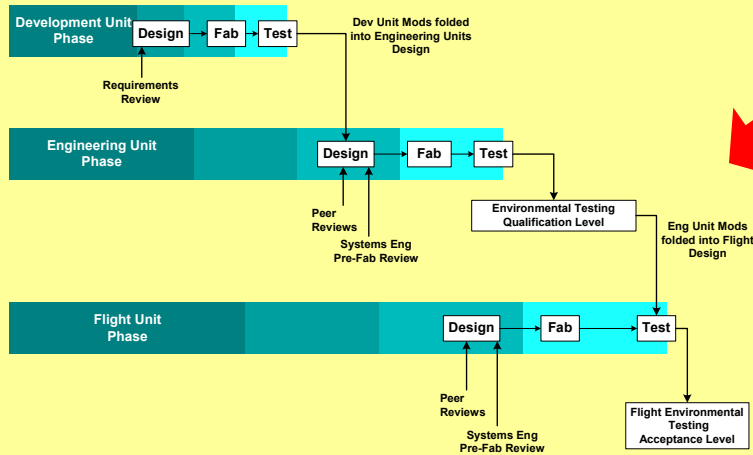 Development Unit
Phase
Design
Fab
Test
Dev Unit Mods folded
into Engineering Units
Design
Requirements
Review
Engineering Unit
Phase
Design
Fab
Test
Peer
Reviews
Systems Eng
Pre-Fab Review
Environmental Testing
Qualification Level
Eng Unit Mods
folded into Flight
Design
Flight Unit
Phase
Design
Fab
Test
Peer
Reviews
Systems Eng
Pre-Fab Review
Flight Environmental
Testing
Acceptance Level